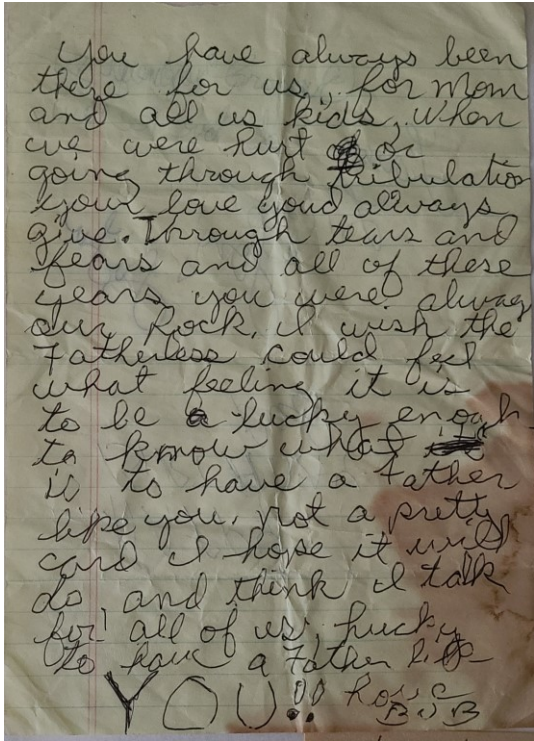 You have always been
there for us, for Mom
and all us kids, when
we were hurt or
going through tribulation
your love you'd always
give. Through tears and
fears and all of these
years you were always
our Rock. I wish the
Fatherless could feel
what feeling it is
to be a lucky enough
to know what
is to have a Father
like you, not a pretty
card I hope it will
do and think I talk
for all of us, Lucky
to have a Father like
YOU!!
B.B